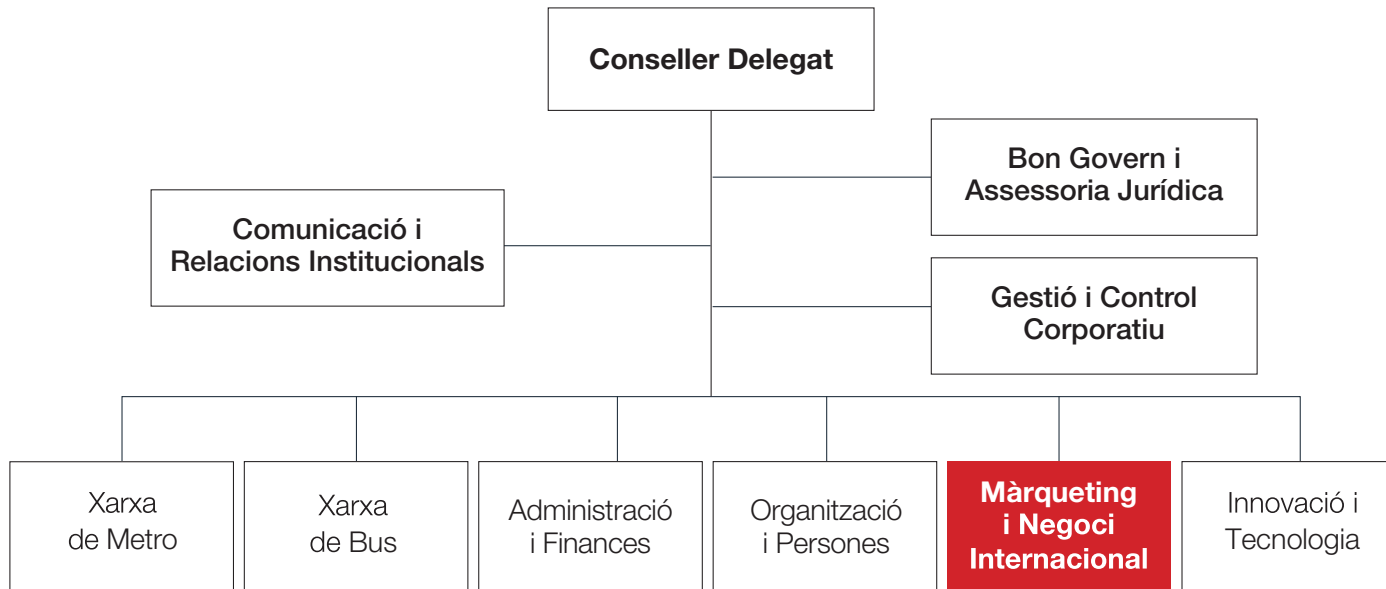 Conseller Delegat
Bon Govern i
Assessoria Jurídica
Comunicació i
Relacions Institucionals
Gestió i Control
Corporatiu
Xarxa
de Metro
Xarxa
de Bus
Administració
i Finances
Organització
i Persones
Màrqueting
i Negoci
Internacional
Innovació i
Tecnologia